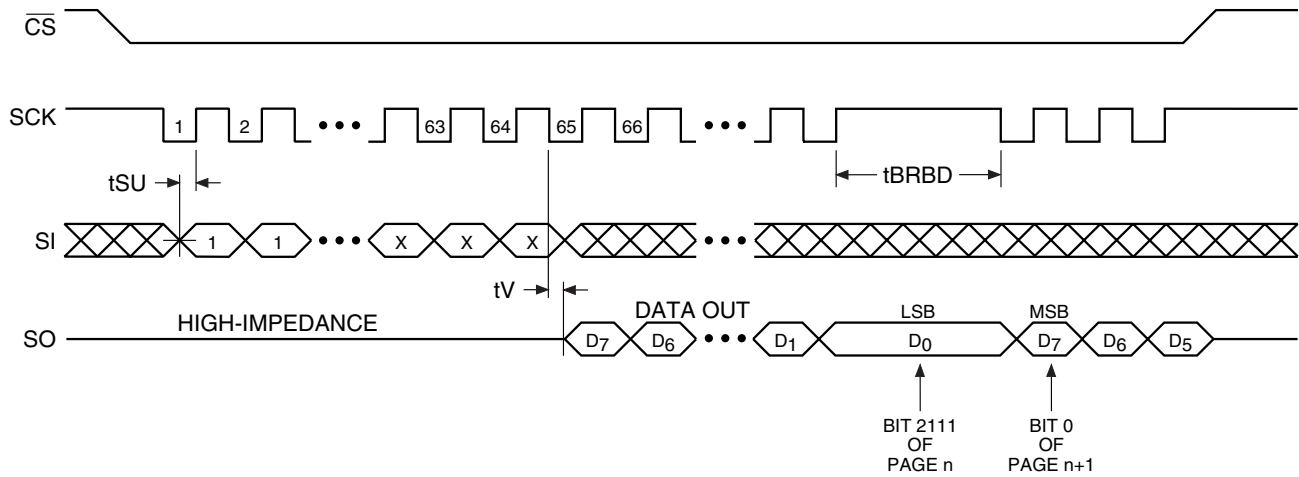 CS
SCK
1 2 63 64 65 66
tSU
tBRBD
SI
1 1 X X X
tV
HIGH-IMPEDANCE
DATA OUT
LSB
MSB
SO
D7 D6 D1 D0 D7 D6 D5
BIT 2111
OF
PAGE n
BIT 0
OF
PAGE n+1